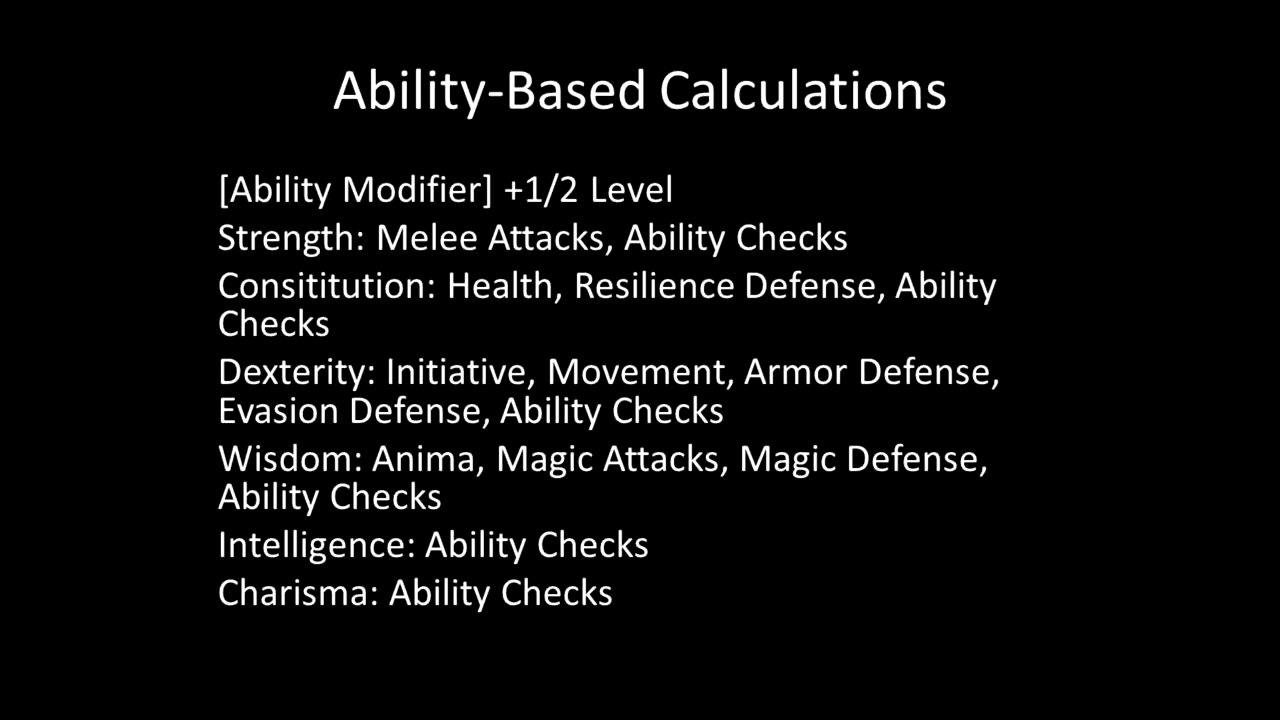 Ability-Based Calculations
[Ability Modifier] +1/2 Level
Strength: Melee Attacks, Ability Checks
Consititution: Health, Resilience Defense, Ability
Checks
Dexterity: Initiative, Movement, Armor Defense,
Evasion Defense, Ability Checks
Wisdom: Anima, Magic Attacks, Magic Defense,
Ability Checks
Intelligence: Ability Checks
Charisma: Ability Checks